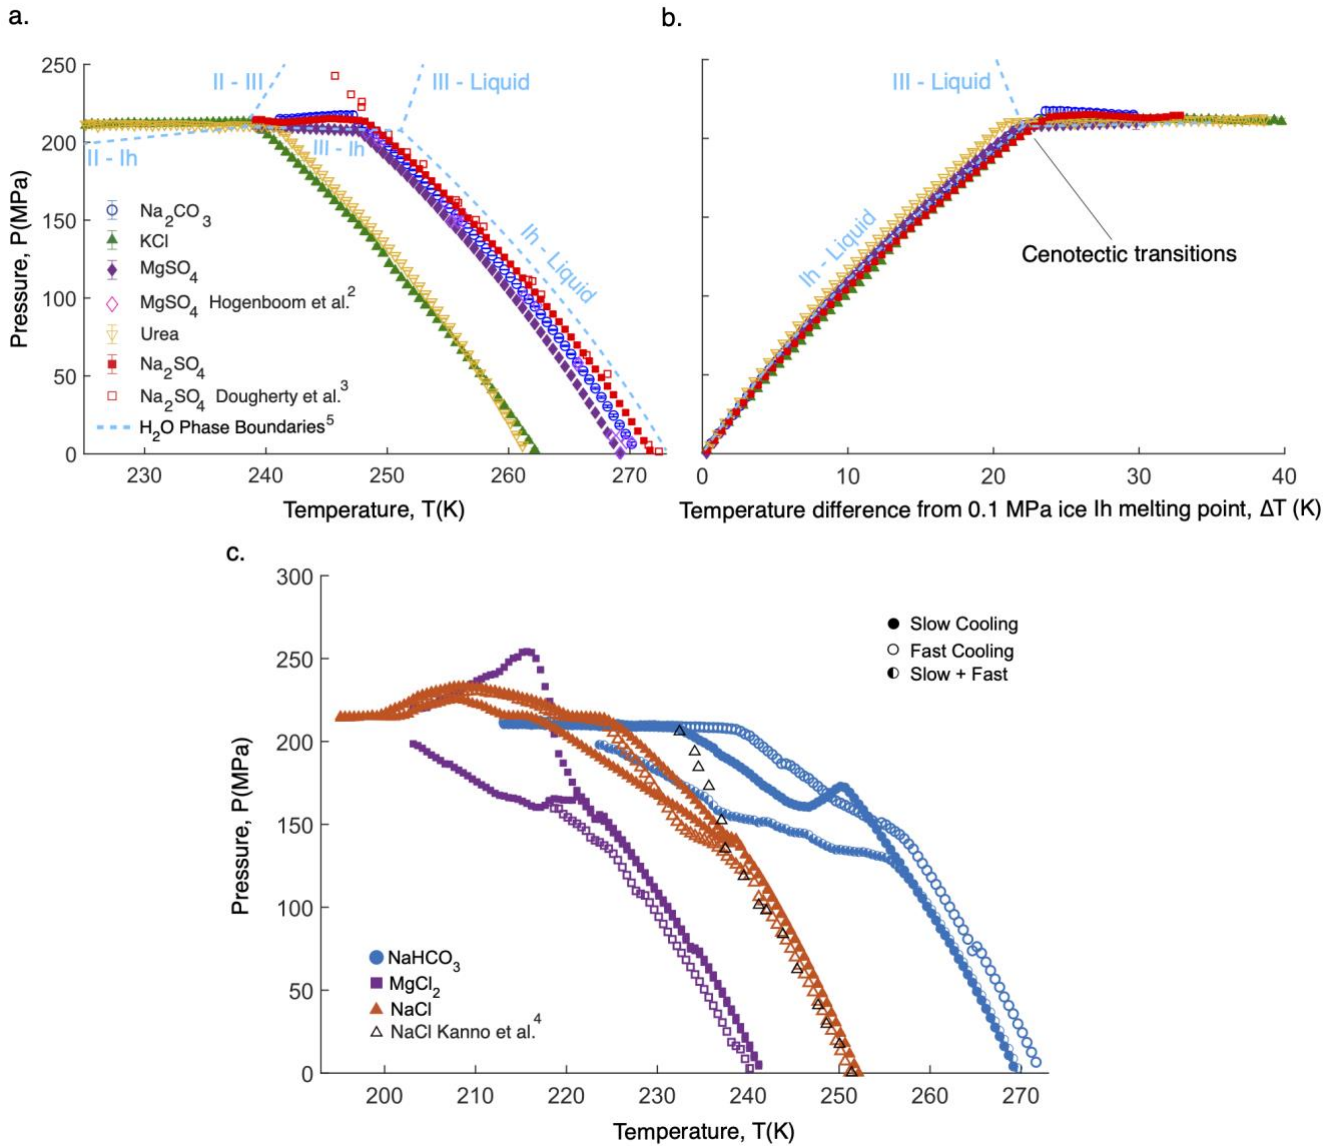 a.
b.
250
200
150
100
50
0
230
240
250
260
270
Pressure, P(MPa)
Temperature, T(K)
II - III
III - Liquid
II - Ih
III - Ih
Ih - Liquid
Na2CO3
KCl
MgSO4
MgSO4 Hogenboom et al.2
Urea
Na2SO4
Na2SO4 Dougherty et al.3
H2O Phase Boundaries5
III - Liquid
Ih - Liquid
Cenotectic transitions
0
10
20
30
40
Temperature difference from 0.1 MPa ice Ih melting point, ΔT (K)
c.
300
250
200
150
100
50
0
200
210
220
230
240
250
260
270
Pressure, P(MPa)
Temperature, T(K)
Slow Cooling
Fast Cooling
Slow + Fast
NaHCO3
MgCl2
NaCl
NaCl Kanno et al.4